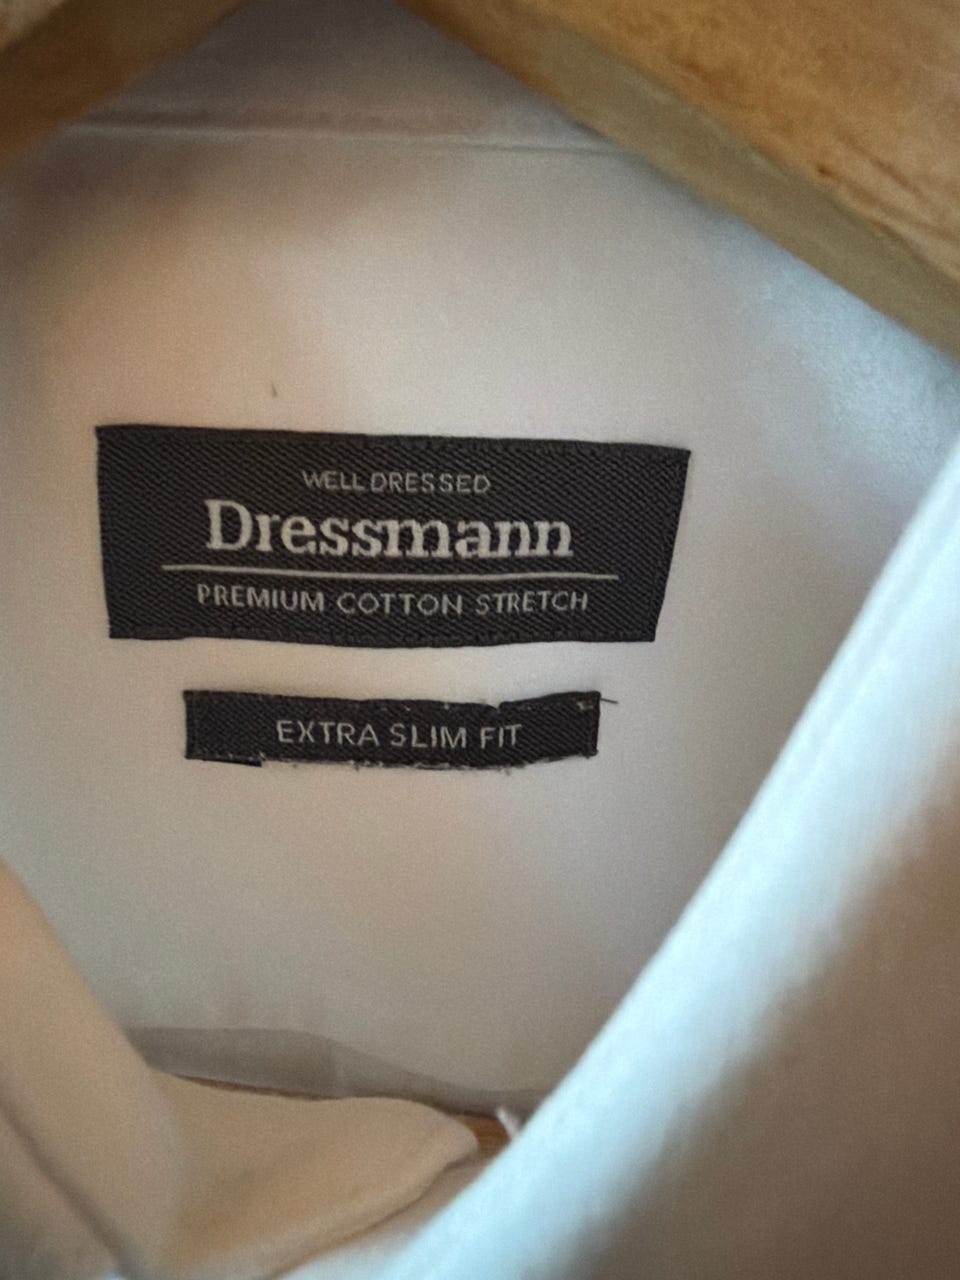 WELL DRESSED
Dressmann
PREMIUM COTTON STRETCH
EXTRA SLIM FIT